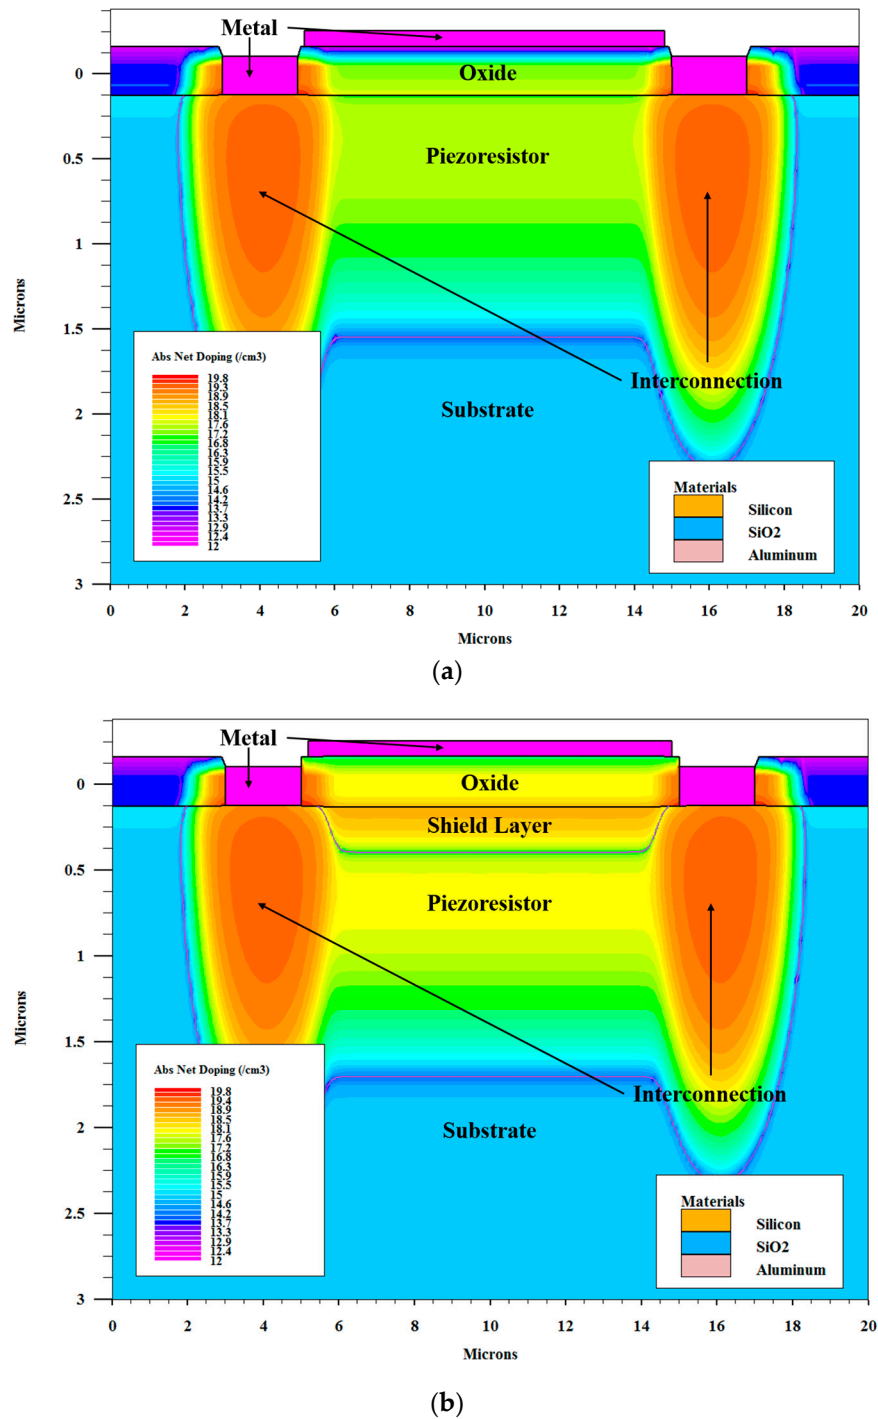 Metal
0
Oxide
0.5
Piezoresistor
1
Microns
1.5
Abs Net Doping (/cm3)
19.8
19.3
18.9
18.5
18.1
17.6
17.2
16.8
16.3
15.9
15.5
15
14.6
14.2
13.7
13.3
12.9
12.4
12
Interconnection
2
Substrate
2.5
Materials
Silicon
SiO2
Aluminum
3
0 2 4 6 8 10 12 14 16 18 20
Microns
(a)
Metal
0
Oxide
Shield Layer
0.5
Piezoresistor
1
Microns
1.5
Abs Net Doping (/cm3)
19.8
19.4
18.9
18.5
18.1
17.6
17.2
16.8
16.3
15.9
15.5
15
14.6
14.2
13.7
13.3
12.9
12.4
12
Interconnection
2
Substrate
2.5
Materials
Silicon
SiO2
Aluminum
3
0 2 4 6 8 10 12 14 16 18 20
Microns
(b)